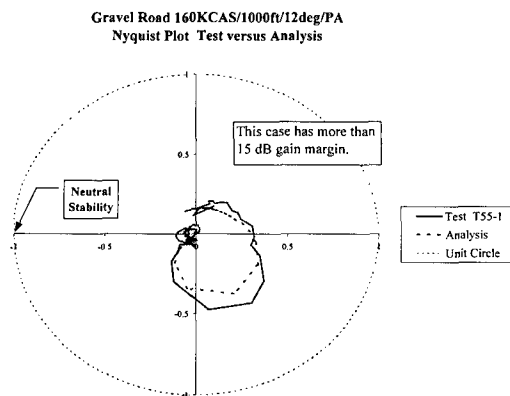 Gravel Road 160KCAS/1000ft/12deg/PA
Nyquist Plot Test versus Analysis
1
This case has more than
15 dB gain margin.
0.5
Neutral
Stability
Test T55-1
Analysis
Unit Circle
-1
-0.5
0
0.5
1
-0.5
-1